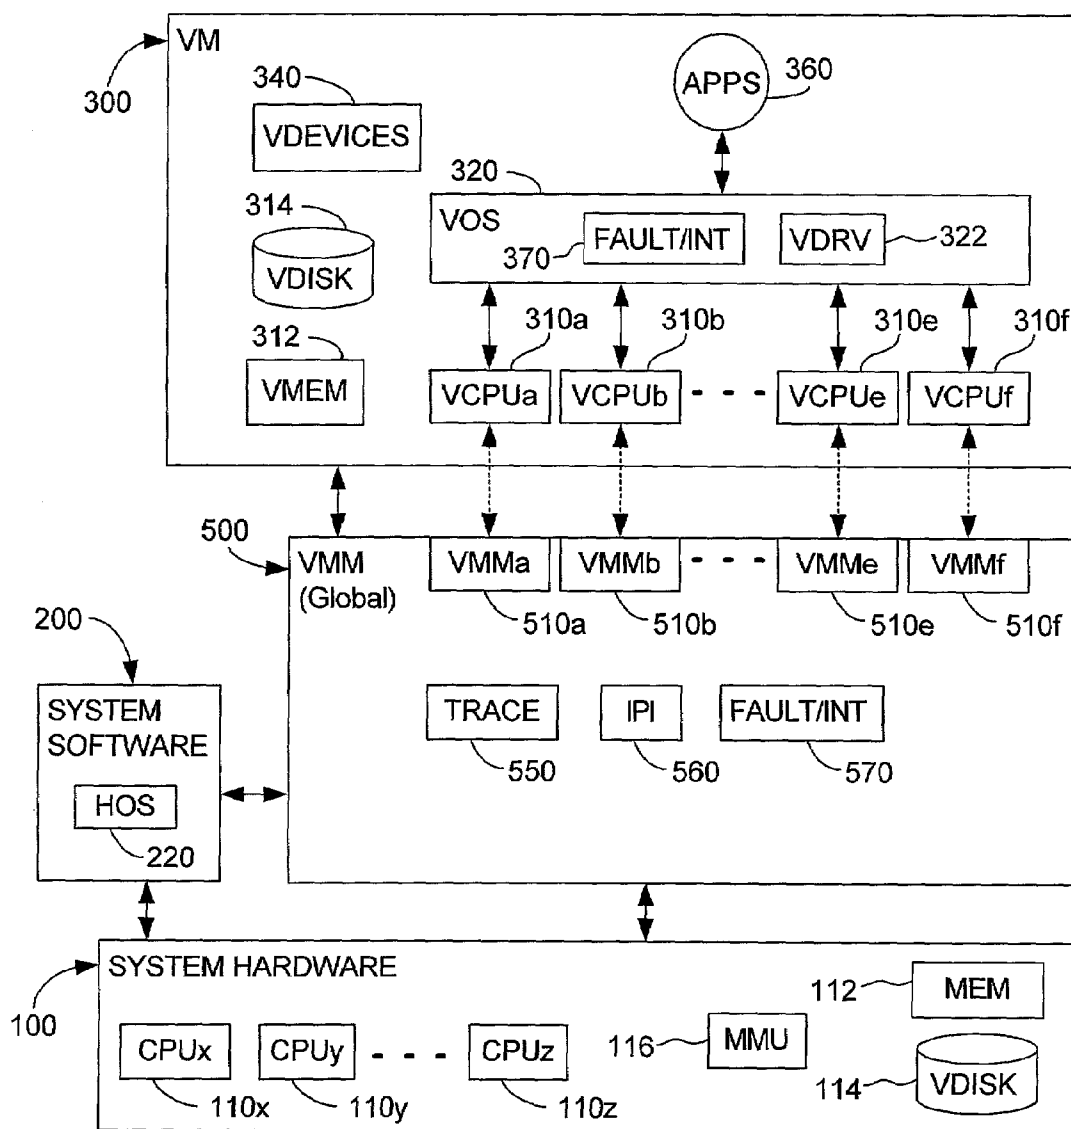 VM
300
340
VDEVICES
APPS
360
314
VDISK
320
VOS
370
FAULT/INT
VDRV
322
312
VMEM
310a
310b
310e
310f
VCPUa
VCPUb
VCPUe
VCPUf
500
VMM
(Global)
VMMa
VMMb
VMMe
VMMf
510a
510b
510e
510f
200
SYSTEM
SOFTWARE
HOS
220
TRACE
IPI
FAULT/INT
550
560
570
100
SYSTEM HARDWARE
CPUx
CPUy
CPUz
110x
110y
110z
116
MMU
112
MEM
114
VDISK